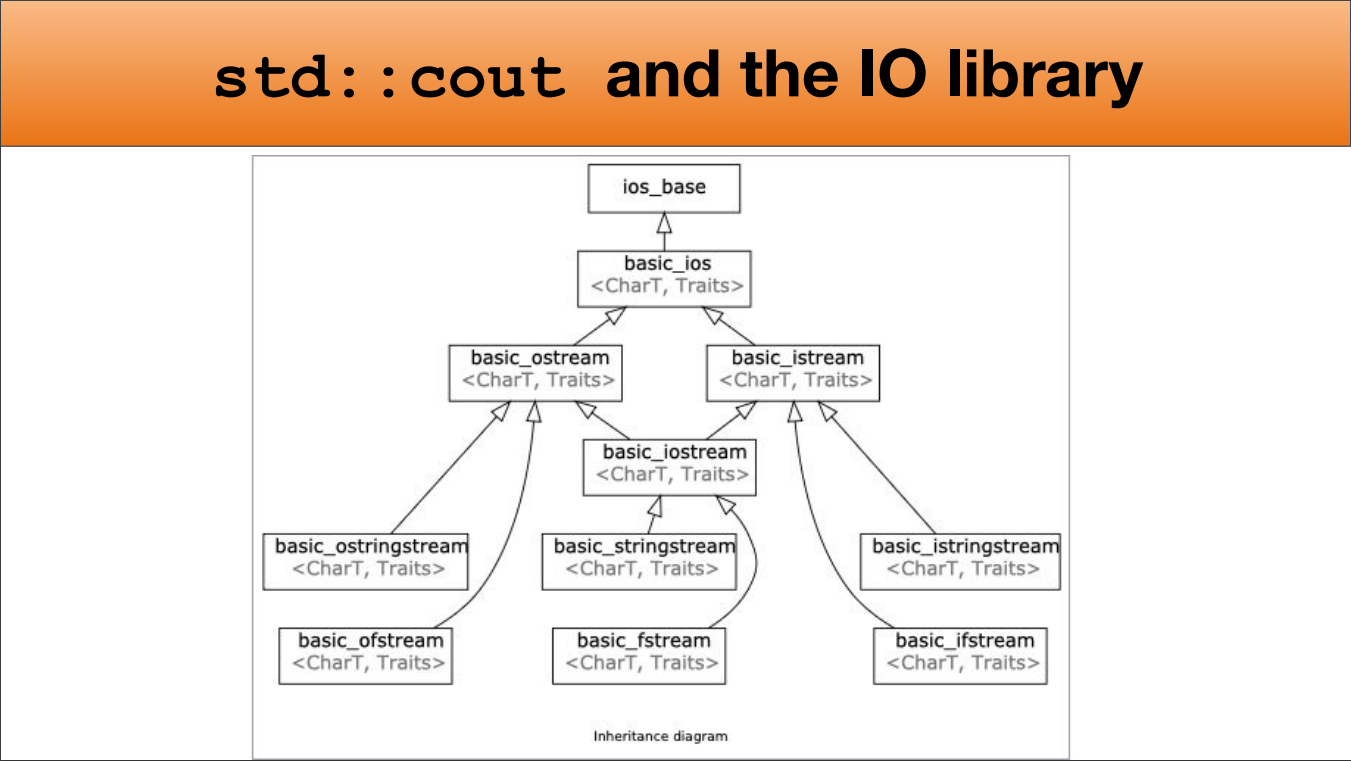 std::cout and the IO library
ios_base
basic_ios
<CharT, Traits>
basic_ostream
<CharT, Traits>
basic_istream
<CharT, Traits>
basic_iostream
<CharT, Traits>
basic_ostringstream
<CharT, Traits>
basic_stringstream
<CharT, Traits>
basic_istringstream
<CharT, Traits>
basic_ofstream
<CharT, Traits>
basic_fstream
<CharT, Traits>
basic_ifstream
<CharT, Traits>
Inheritance diagram